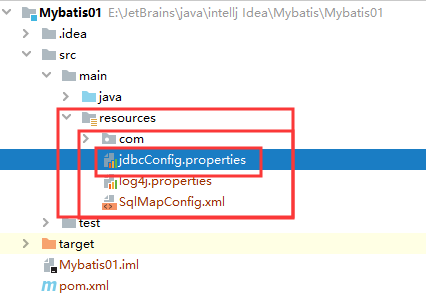 Mybatis01 E:\JetBrains\java\intellj Idea\Mybatis\Mybatis01
.idea
src
main
java
resources
com
jdbcConfig.properties
log4j.properties
SqlMapConfig.xml
test
target
Mybatis01.iml
pom.xml